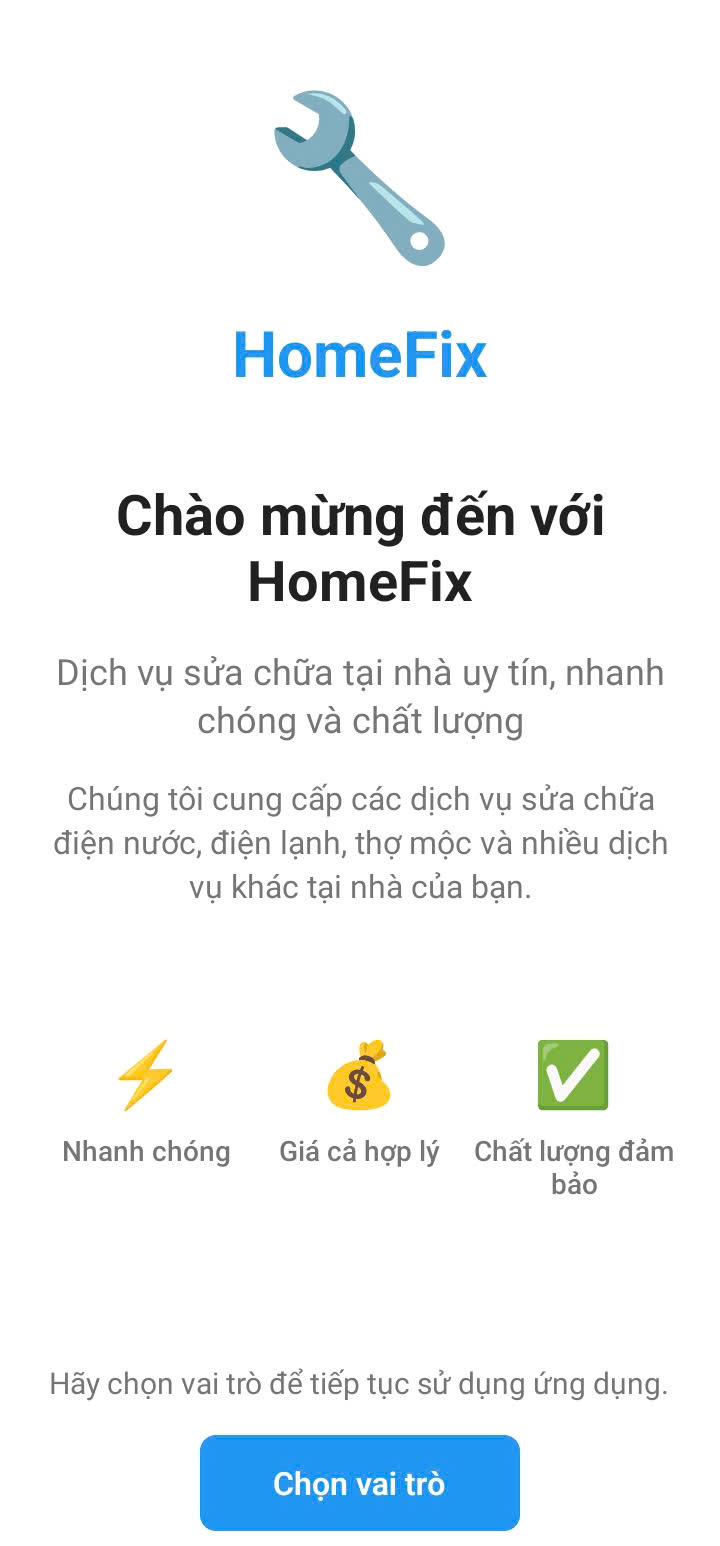 HomeFix
Chào mừng đến với
HomeFix
Dịch vụ sửa chữa tại nhà uy tín, nhanh
chóng và chất lượng
Chúng tôi cung cấp các dịch vụ sửa chữa
điện nước, điện lạnh, thợ mộc và nhiều dịch
vụ khác tại nhà của bạn.
Nhanh chóng
Giá cả hợp lý
Chất lượng đảm
bảo
Hãy chọn vai trò để tiếp tục sử dụng ứng dụng.
Chọn vai trò